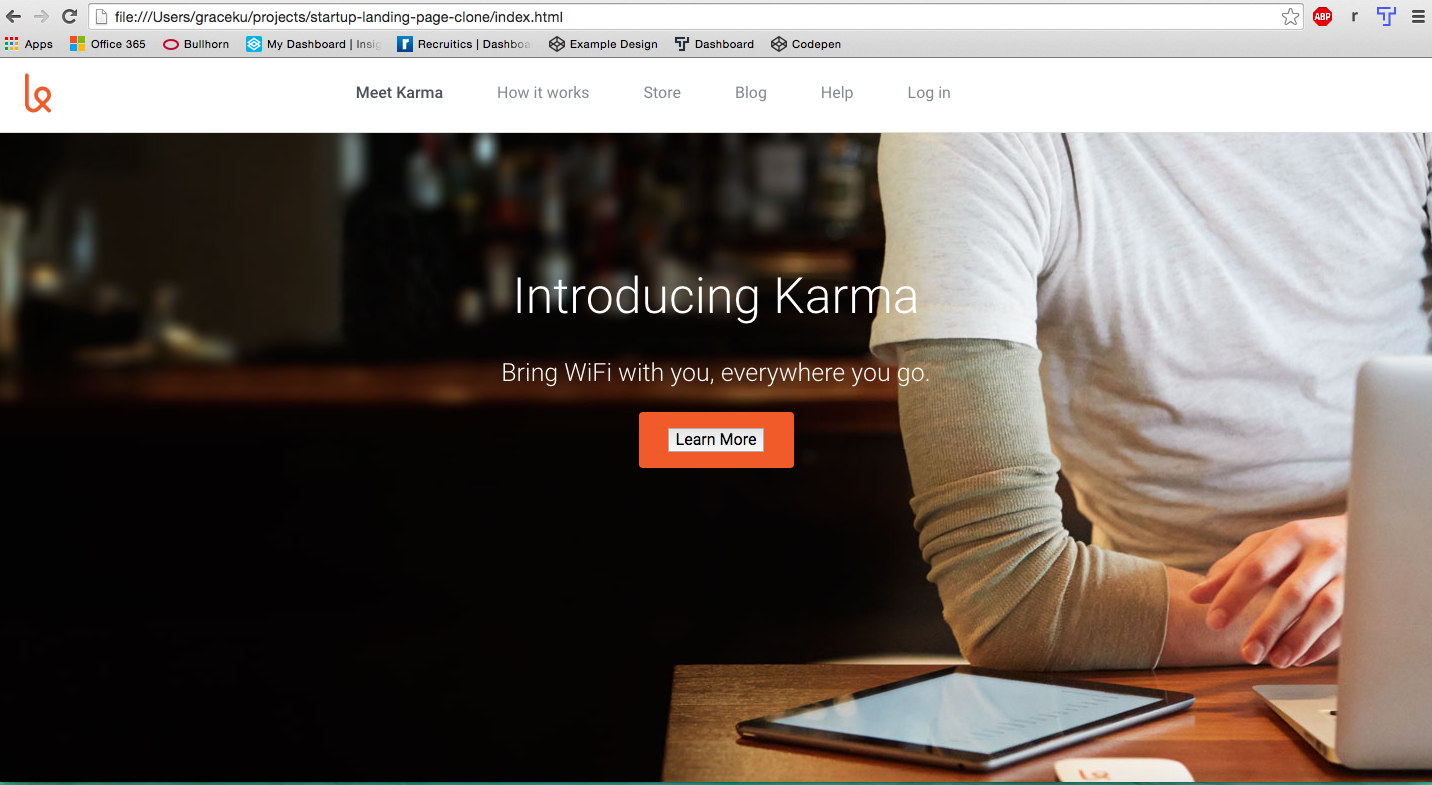 file:///Users/graceku/projects/startup-landing-page-clone/index.html
ABP
r
Apps Office 365 Bullhorn My Dashboard | Insig Recruitics | Dashboa Example Design Dashboard Codepen
Meet Karma How it works Store Blog Help Log in
Introducing Karma
Bring WiFi with you, everywhere you go.
Learn More